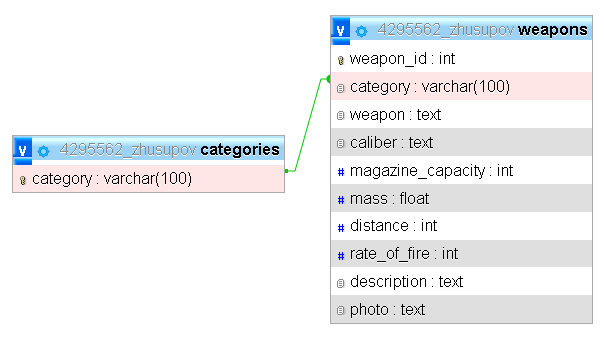 4295562_zhusupov categories
category : varchar(100)
4295562_zhusupov weapons
weapon_id : int
category : varchar(100)
weapon : text
caliber : text
magazine_capacity : int
mass : float
distance : int
rate_of_fire : int
description : text
photo : text